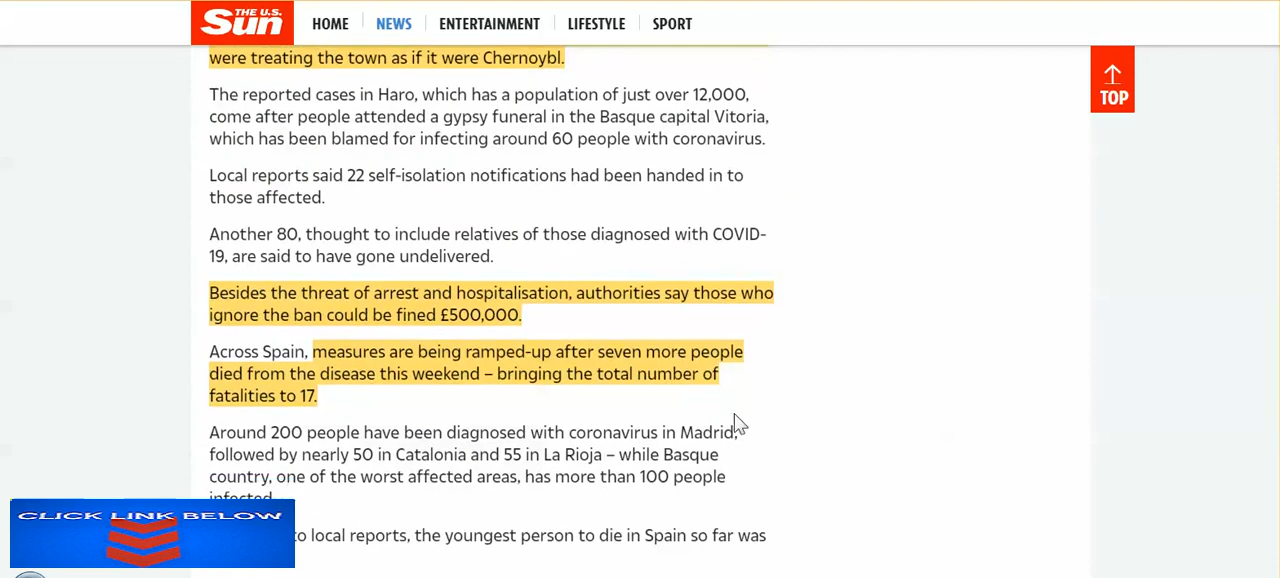 THE U.S.
Sun
HOME
NEWS
ENTERTAINMENT
LIFESTYLE
SPORT
were treating the town as if it were Chernoybl.
TOP
The reported cases in Haro, which has a population of just over 12,000,
come after people attended a gypsy funeral in the Basque capital Vitoria,
which has been blamed for infecting around 60 people with coronavirus.
Local reports said 22 self-isolation notifications had been handed in to
those affected.
Another 80, thought to include relatives of those diagnosed with COVID-
19, are said to have gone undelivered.
Besides the threat of arrest and hospitalisation, authorities say those who
ignore the ban could be fined £500,000.
Across Spain, measures are being ramped-up after seven more people
died from the disease this weekend – bringing the total number of
fatalities to 17.
Around 200 people have been diagnosed with coronavirus in Madrid,
followed by nearly 50 in Catalonia and 55 in La Rioja – while Basque
country, one of the worst affected areas, has more than 100 people
infected.
CLICK LINK BELOW
to local reports, the youngest person to die in Spain so far was